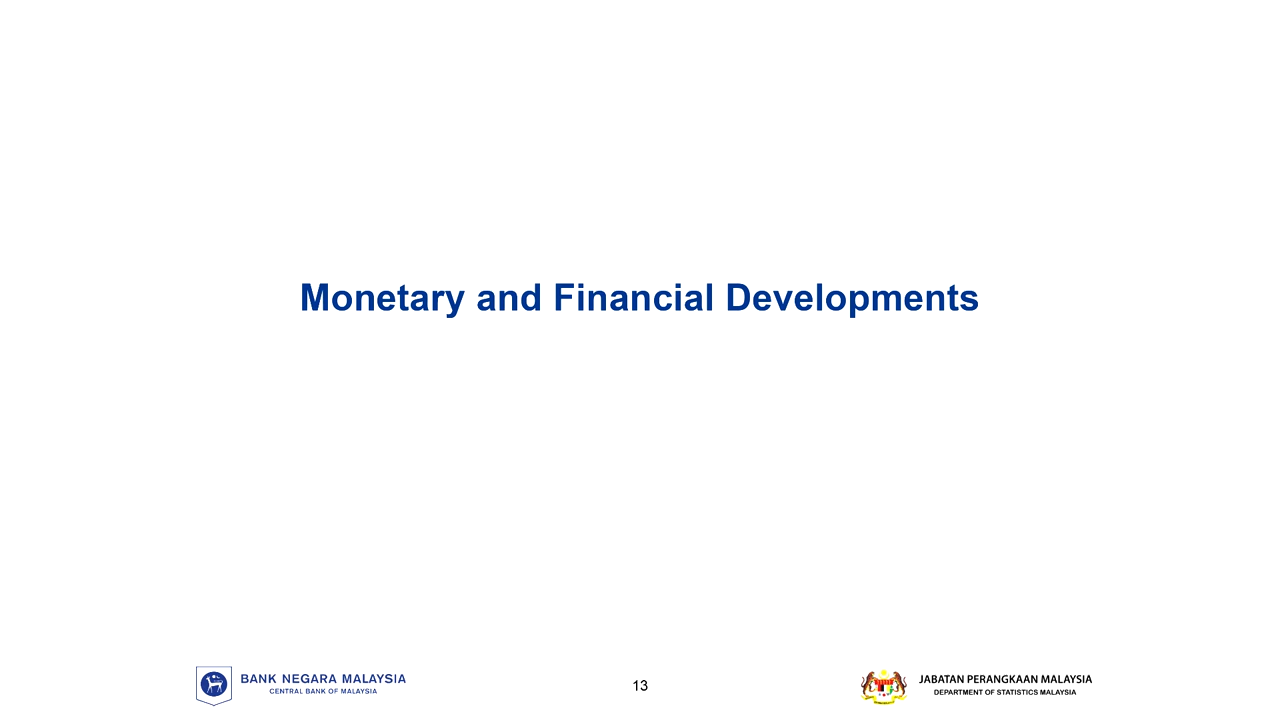 Monetary and Financial Developments
BANK NEGARA MALAYSIA
CENTRAL BANK OF MALAYSIA
13
JABATAN PERANGKAAN MALAYSIA
DEPARTMENT OF STATISTICS MALAYSIA